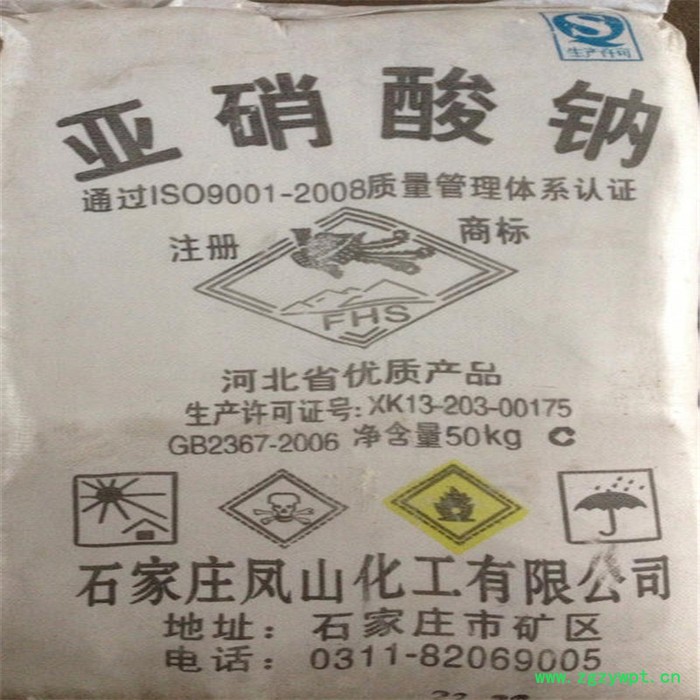 QS
生产许可
亚硝酸钠
通过ISO9001-2008质量管理体系认证
注册 商标
FHS
河北省优质产品
生产许可证号:XK13-203-00175
GB2367-2006 净含量50kg C
石家庄凤山化工有限公司
地址：石家庄市矿区
电话：0311-82069005
www.zgzywpt.cn